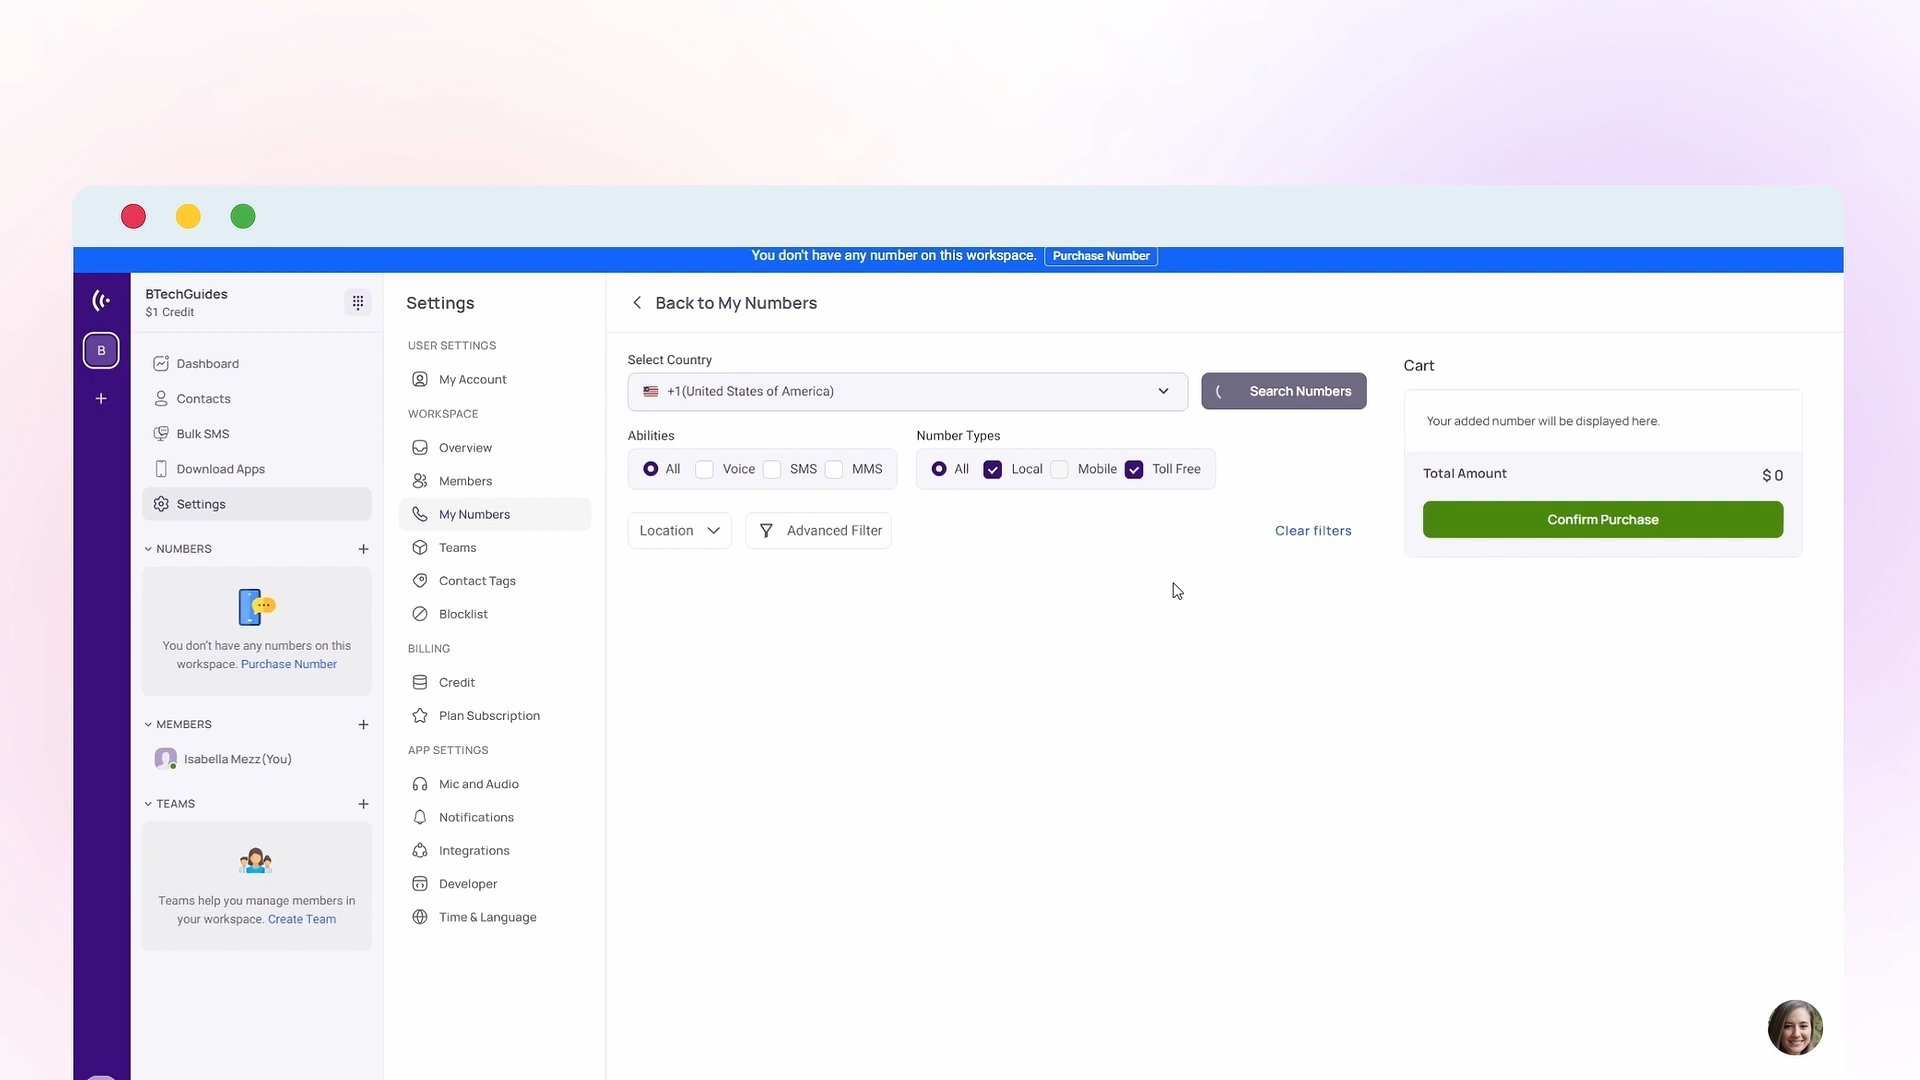 You don't have any number on this workspace. Purchase Number
BTechGuides
$1 Credit
B
Dashboard
Contacts
Bulk SMS
Download Apps
Settings
NUMBERS
You don't have any numbers on this
workspace. Purchase Number
MEMBERS
Isabella Mezz(You)
TEAMS
Teams help you manage members in
your workspace. Create Team
Settings
USER SETTINGS
My Account
WORKSPACE
Overview
Members
My Numbers
Teams
Contact Tags
Blocklist
BILLING
Credit
Plan Subscription
APP SETTINGS
Mic and Audio
Notifications
Integrations
Developer
Time & Language
Back to My Numbers
Select Country
+1(United States of America)
Search Numbers
Abilities
All Voice SMS MMS
Number Types
All Local Mobile Toll Free
Location
Advanced Filter
Clear filters
Cart
Your added number will be displayed here.
Total Amount $ 0
Confirm Purchase